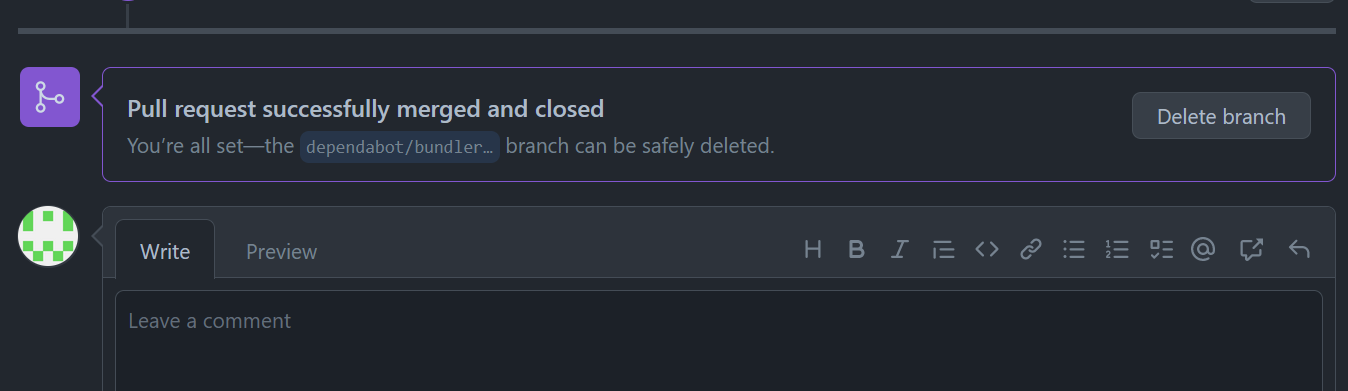 Pull request successfully merged and closed
You’re all set—the dependabot/bundler… branch can be safely deleted.
Delete branch
Write
Preview
Leave a comment